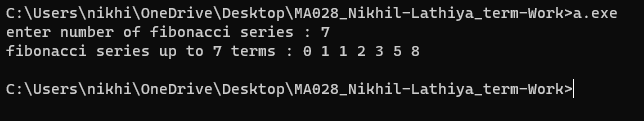 C:\Users\nikhi\OneDrive\Desktop\MA028_Nikhil-Lathiya_term-Work>a.exe
enter number of fibonacci series : 7
fibonacci series up to 7 terms : 0 1 1 2 3 5 8
C:\Users\nikhi\OneDrive\Desktop\MA028_Nikhil-Lathiya_term-Work>